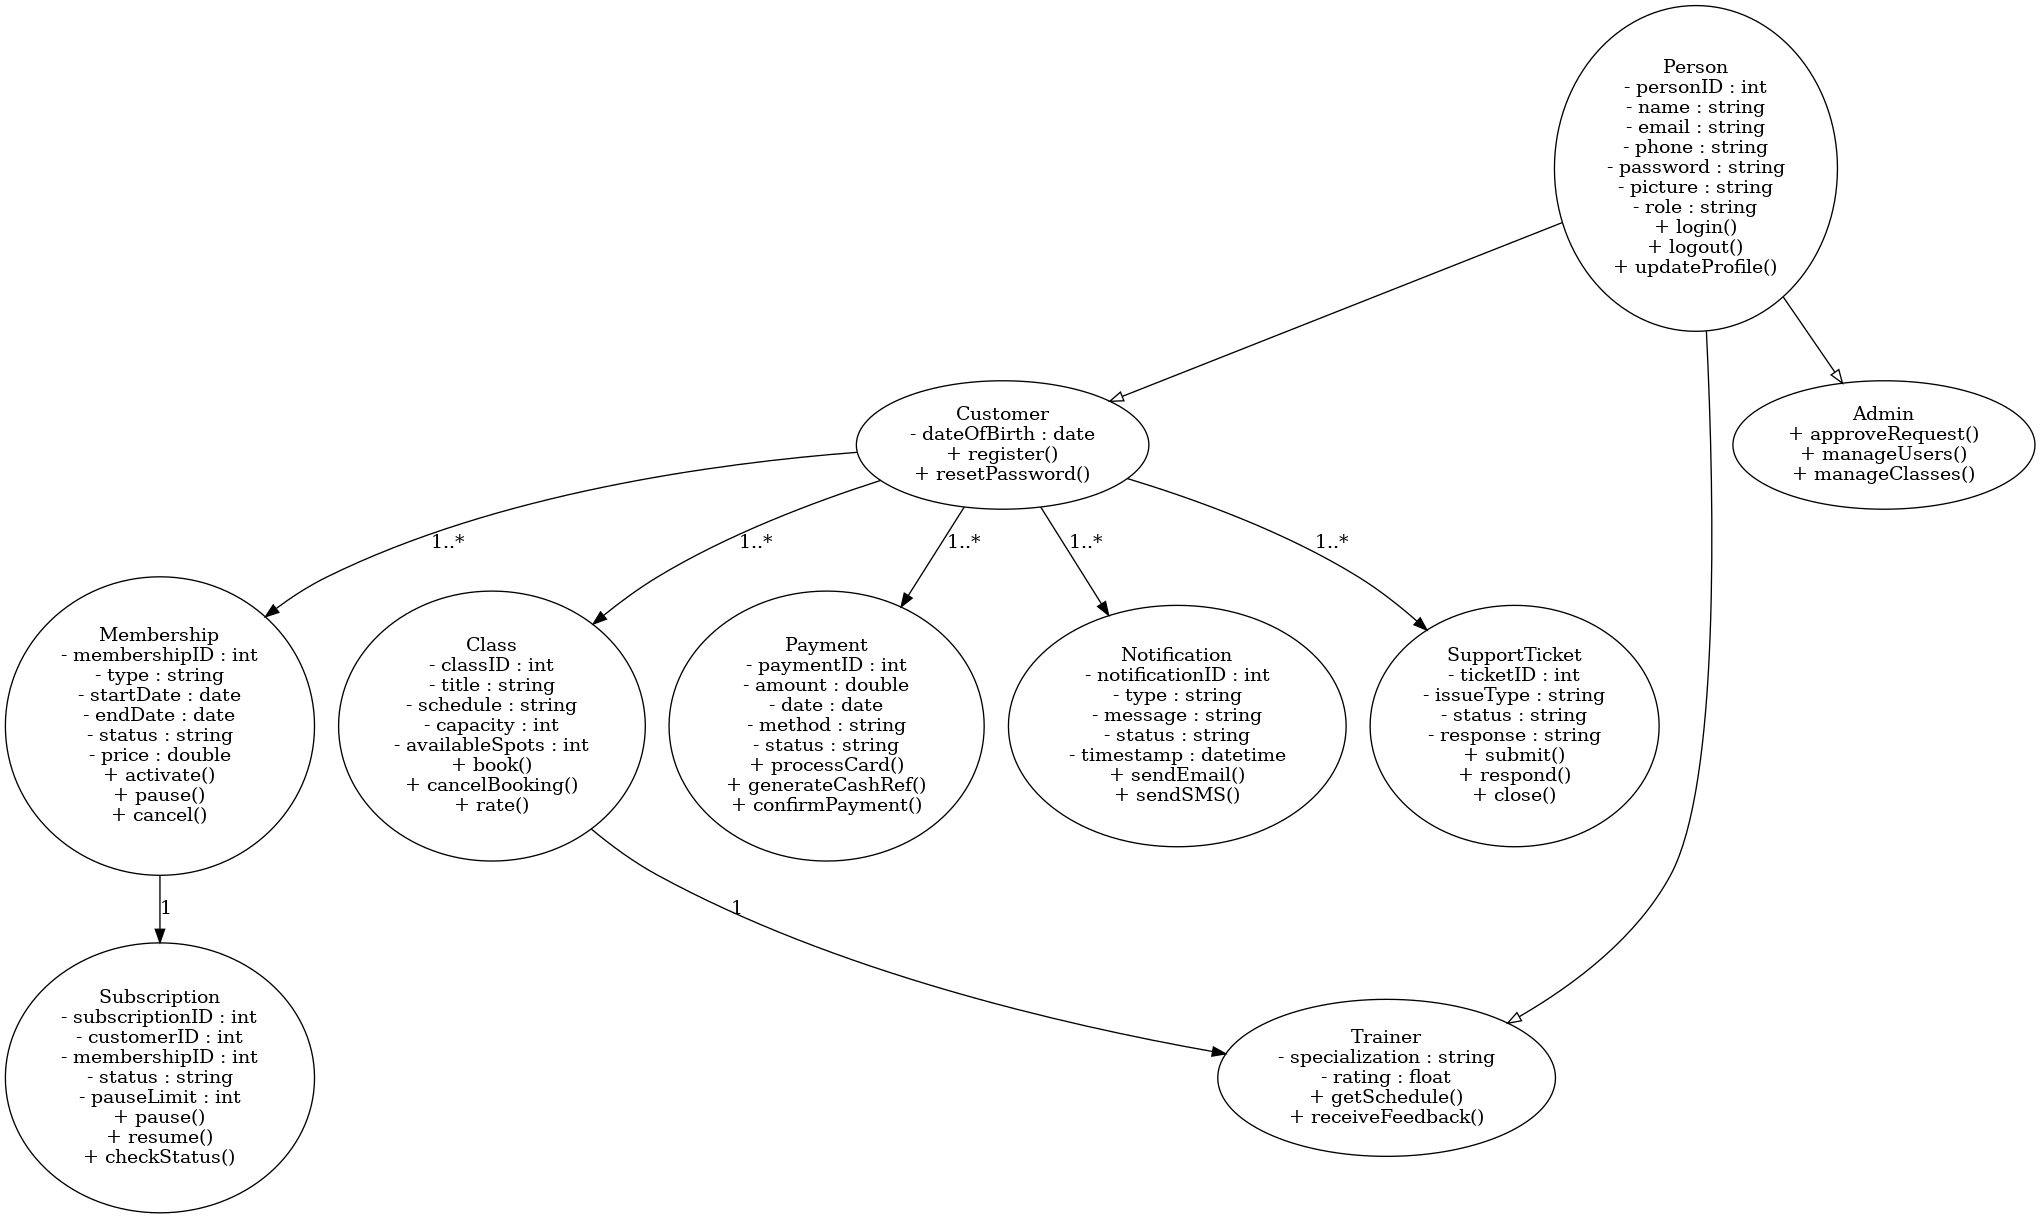 Person
- personID : int
- name : string
- email : string
- phone : string
- password : string
- picture : string
- role : string
+ login()
+ logout()
+ updateProfile()
Customer
- dateOfBirth : date
+ register()
+ resetPassword()
Admin
+ approveRequest()
+ manageUsers()
+ manageClasses()
1..*
1..*
1..*
1..*
1..*
Membership
- membershipID : int
- type : string
- startDate : date
- endDate : date
- status : string
- price : double
+ activate()
+ pause()
+ cancel()
Class
- classID : int
- title : string
- schedule : string
- capacity : int
- availableSpots : int
+ book()
+ cancelBooking()
+ rate()
Payment
- paymentID : int
- amount : double
- date : date
- method : string
- status : string
+ processCard()
+ generateCashRef()
+ confirmPayment()
Notification
- notificationID : int
- type : string
- message : string
- status : string
- timestamp : datetime
+ sendEmail()
+ sendSMS()
SupportTicket
- ticketID : int
- issueType : string
- status : string
- response : string
+ submit()
+ respond()
+ close()
1
1
Subscription
- subscriptionID : int
- customerID : int
- membershipID : int
- status : string
- pauseLimit : int
+ pause()
+ resume()
+ checkStatus()
Trainer
- specialization : string
- rating : float
+ getSchedule()
+ receiveFeedback()